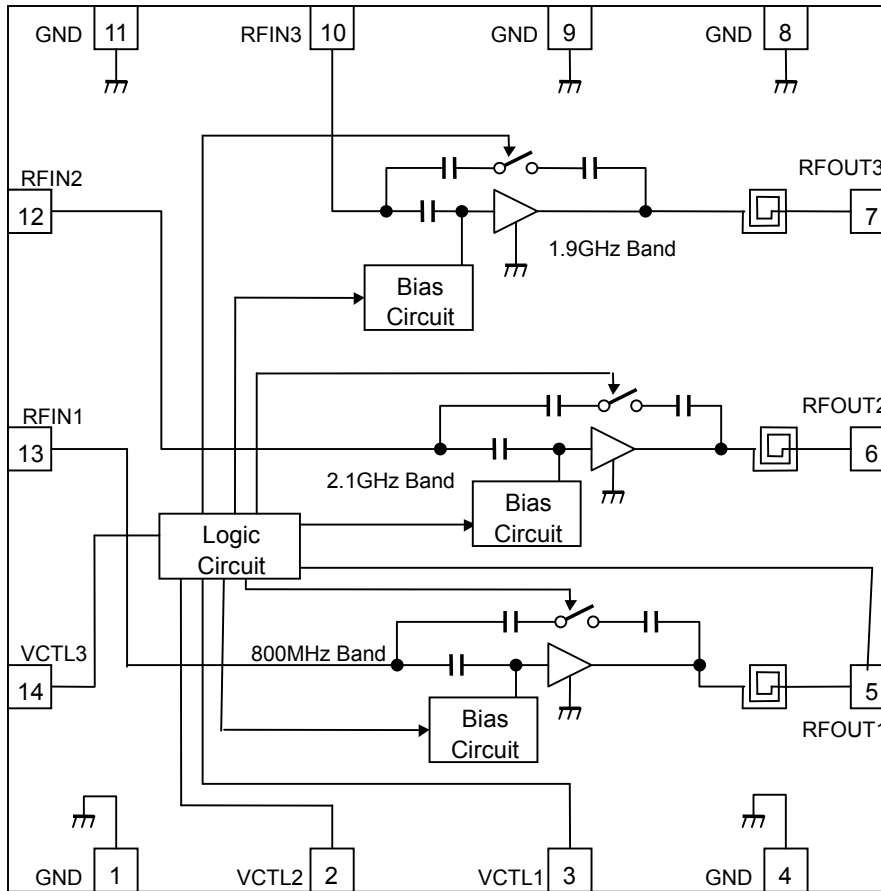 GND
11
RFIN3
10
GND
9
GND
8
RFIN2
12
RFOUT3
7
1.9GHz Band
Bias
Circuit
RFIN1
13
RFOUT2
6
2.1GHz Band
Bias
Circuit
Logic
Circuit
VCTL3
14
800MHz Band
5
RFOUT1
Bias
Circuit
GND
1
VCTL2
2
VCTL1
3
GND
4